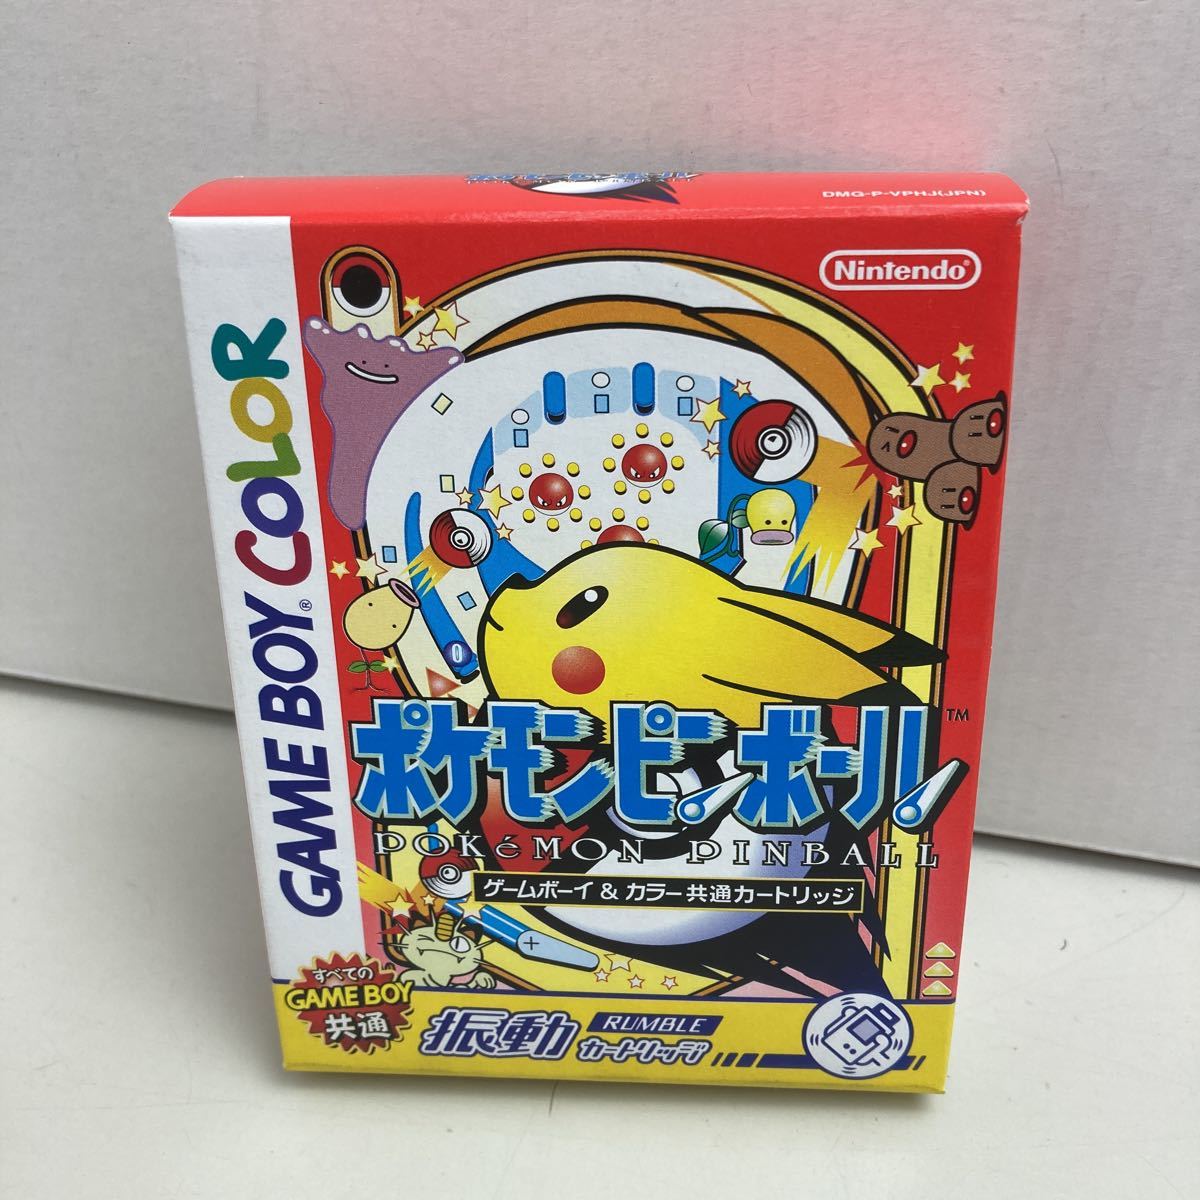 DMG-P-VPHJ(JPN)
Nintendo®
GAME BOY® COLOR
ポケモンピンボール™
POKéMON PINBALL
ゲームボーイ & カラー共通カートリッジ
すべての
GAME BOY
共通
振動
RUMBLE
カートリッジ